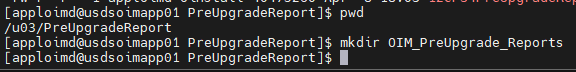 [apploimd@usdsoimapp01 PreUpgradeReport]$ pwd
/u03/PreUpgradeReport
[apploimd@usdsoimapp01 PreUpgradeReport]$ mkdir OIM_PreUpgrade_Reports
[apploimd@usdsoimapp01 PreUpgradeReport]$